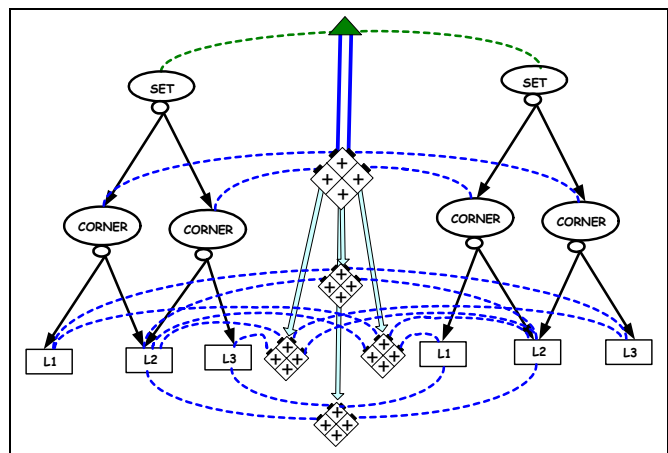 SET
SET
CORNER
CORNER
CORNER
CORNER
L1
L2
L3
L1
L2
L3
+ + + +
+ + + +
+ + + +
+ + + +
+ + + +